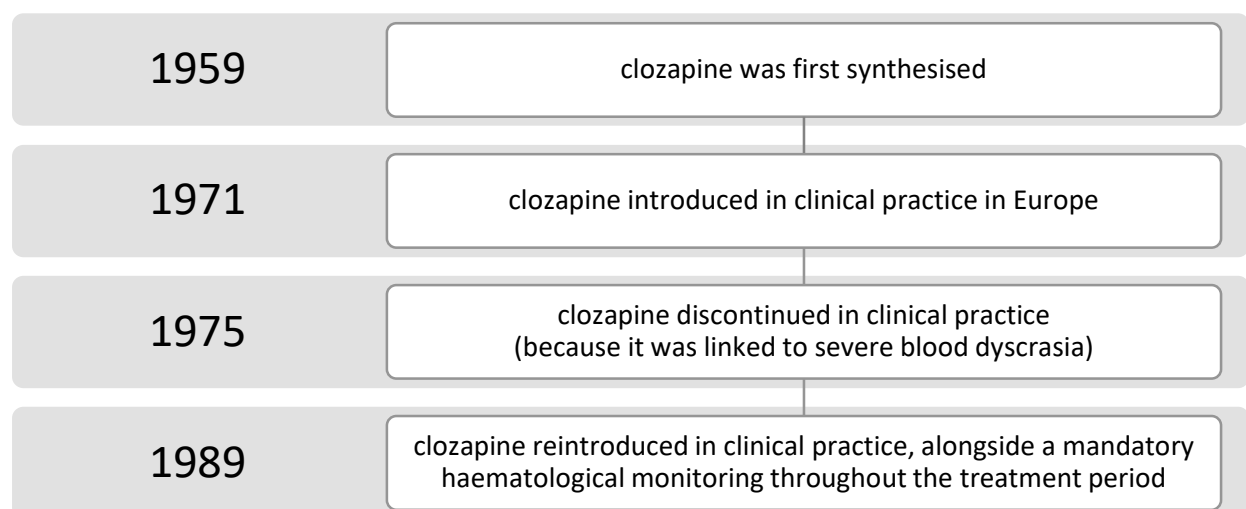 1959
clozapine was first synthesised
1971
clozapine introduced in clinical practice in Europe
1975
clozapine discontinued in clinical practice
(because it was linked to severe blood dyscrasia)
1989
clozapine reintroduced in clinical practice, alongside a mandatory
haematological monitoring throughout the treatment period